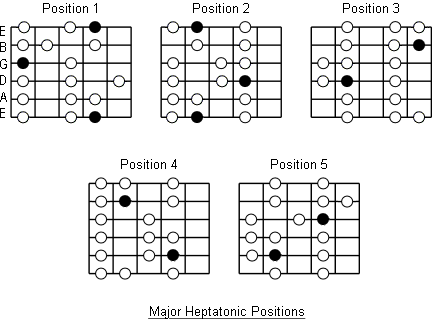 Position 1
Position 2
Position 3
E
B
G
D
A
E
Position 4
Position 5
Major Heptatonic Positions